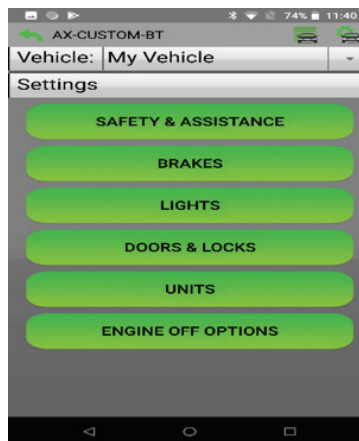 74% 11:40
AX-CUSTOM-BT
Vehicle: My Vehicle
Settings
SAFETY & ASSISTANCE
BRAKES
LIGHTS
DOORS & LOCKS
UNITS
ENGINE OFF OPTIONS